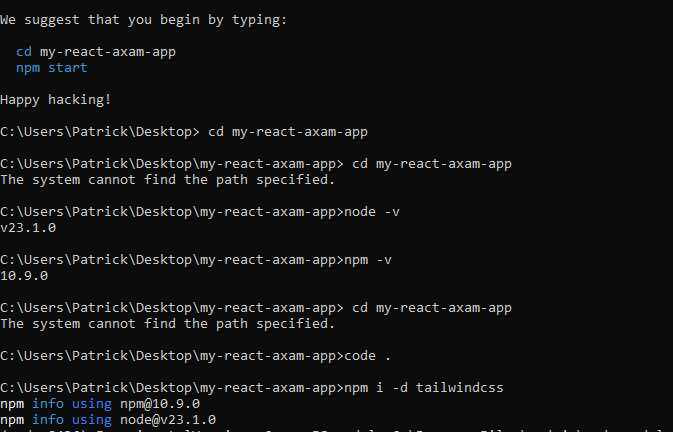 We suggest that you begin by typing:
cd my-react-axam-app
npm start
Happy hacking!
C:\Users\Patrick\Desktop> cd my-react-axam-app
C:\Users\Patrick\Desktop\my-react-axam-app> cd my-react-axam-app
The system cannot find the path specified.
C:\Users\Patrick\Desktop\my-react-axam-app>node -v
v23.1.0
C:\Users\Patrick\Desktop\my-react-axam-app>npm -v
10.9.0
C:\Users\Patrick\Desktop\my-react-axam-app> cd my-react-axam-app
The system cannot find the path specified.
C:\Users\Patrick\Desktop\my-react-axam-app>code .
C:\Users\Patrick\Desktop\my-react-axam-app>npm i -d tailwindcss
npm info using npm@10.9.0
npm info using node@v23.1.0